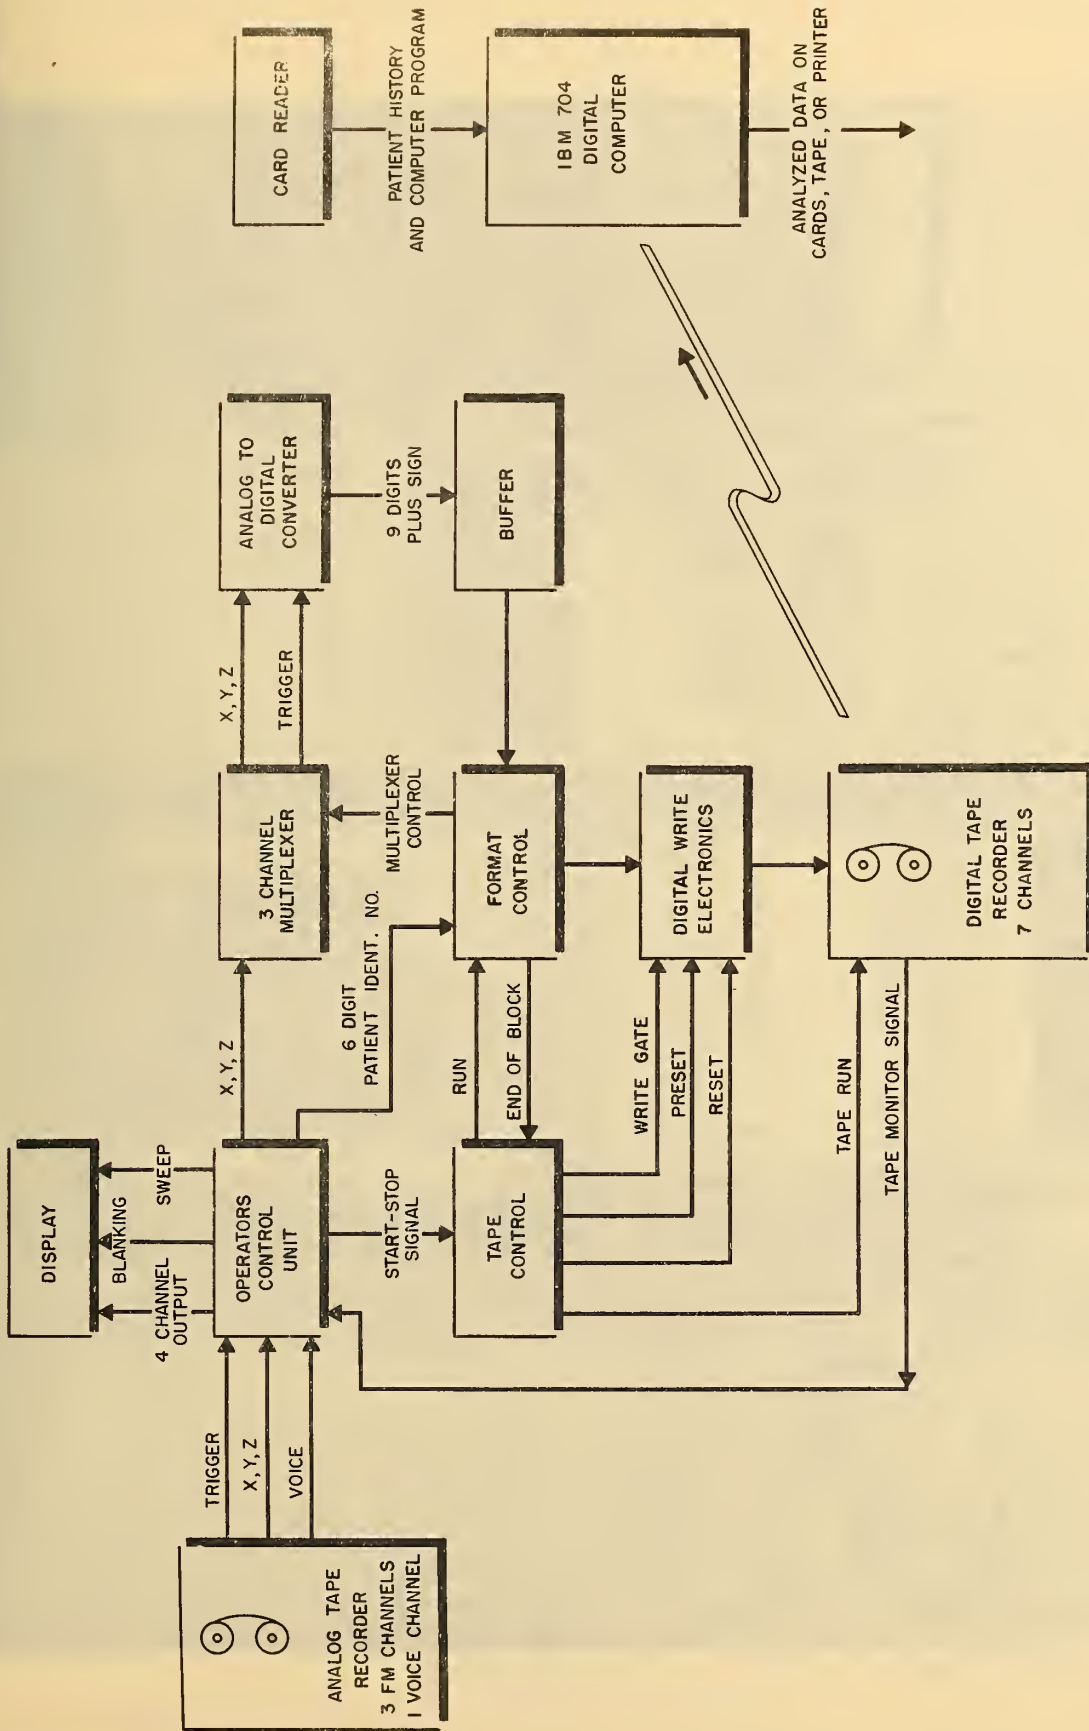 DISPLAY
4 CHANNEL
OUTPUT
BLANKING
SWEEP
ANALOG TAPE
RECORDER
3 FM CHANNELS
1 VOICE CHANNEL
TRIGGER
X, Y, Z
VOICE
OPERATORS
CONTROL
UNIT
X, Y, Z
3 CHANNEL
MULTIPLEXER
X, Y, Z
TRIGGER
ANALOG TO
DIGITAL
CONVERTER
CARD READER
START-STOP
SIGNAL
6 DIGIT
PATIENT IDENT. NO.
MULTIPLEXER
CONTROL
9 DIGITS
PLUS SIGN
PATIENT HISTORY
AND COMPUTER PROGRAM
TAPE
CONTROL
RUN
END OF BLOCK
FORMAT
CONTROL
BUFFER
IBM 704
DIGITAL
COMPUTER
WRITE GATE
PRESET
RESET
DIGITAL WRITE
ELECTRONICS
ANALYZED DATA ON
CARDS, TAPE, OR PRINTER
TAPE RUN
TAPE MONITOR SIGNAL
DIGITAL TAPE
RECORDER
7 CHANNELS